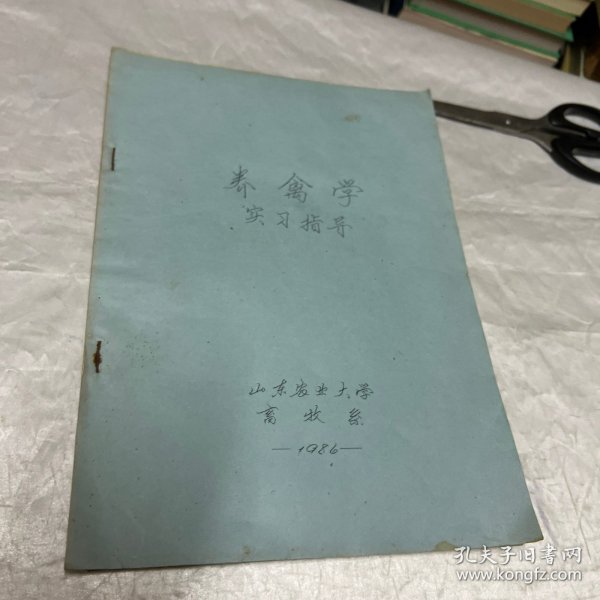 养禽学
实习指导
山东农业大学
畜牧系
—1986—
孔夫子旧书网
www.kongfz.com